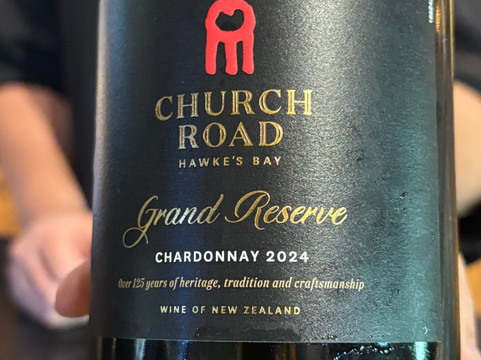 CHURCH
ROAD
HAWKE'S BAY
Grand Reserve
CHARDONNAY 2024
Over 125 years of heritage, tradition and craftsmanship
WINE OF NEW ZEALAND